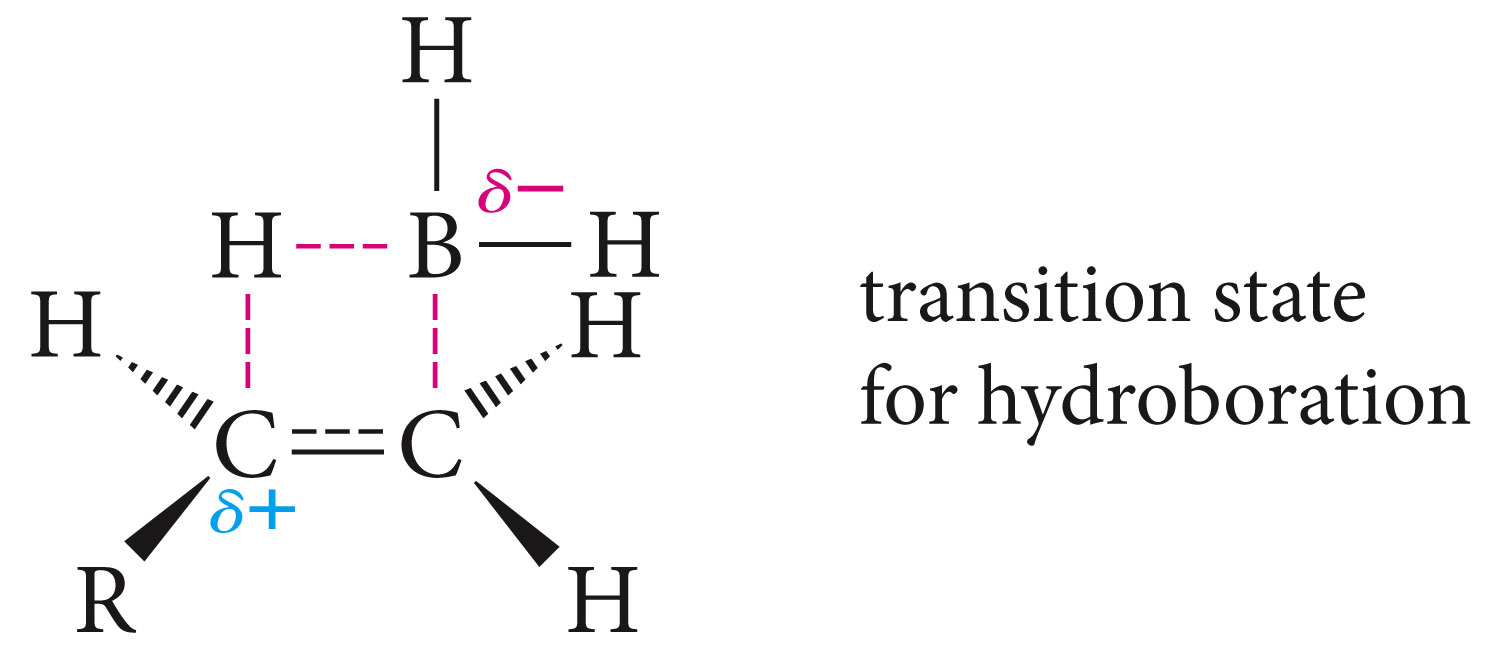 H
δ−
H B H
H H
transition state
C C
for hydroboration
δ+
R H